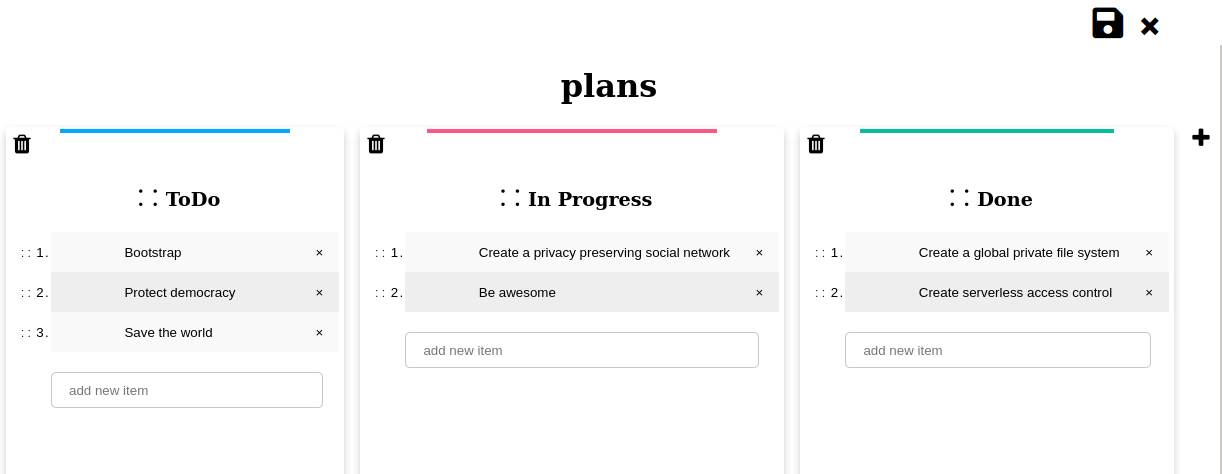 plans
:: ToDo
:: 1. Bootstrap ×
:: 2. Protect democracy ×
:: 3. Save the world ×
add new item
:: In Progress
:: 1. Create a privacy preserving social network ×
:: 2. Be awesome ×
add new item
:: Done
:: 1. Create a global private file system ×
:: 2. Create serverless access control ×
add new item